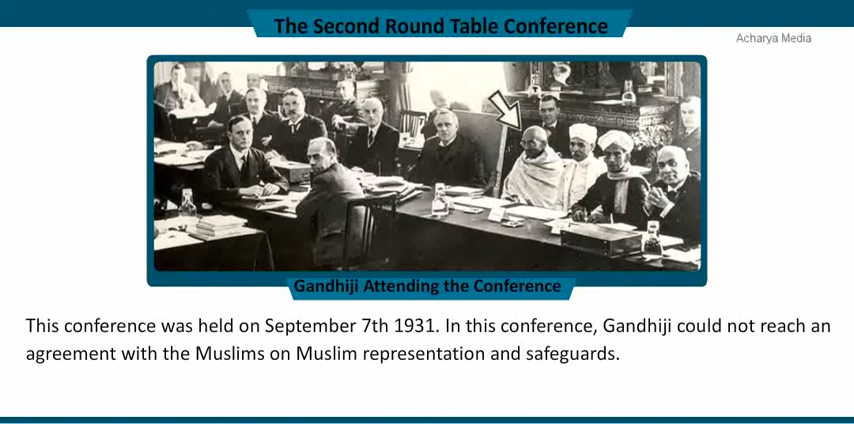 The Second Round Table Conference
Acharya Media
Gandhiji Attending the Conference
This conference was held on September 7th 1931. In this conference, Gandhiji could not reach an
agreement with the Muslims on Muslim representation and safeguards.